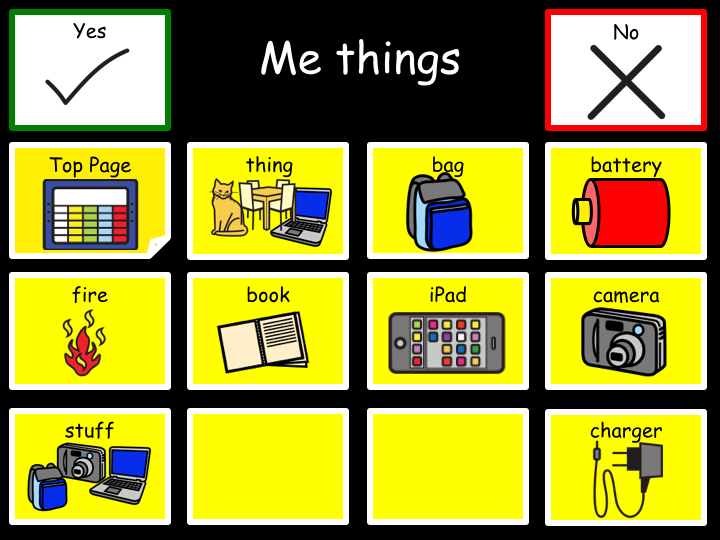 Yes
Me things
No
Top Page
thing
bag
battery
fire
book
iPad
camera
stuff
charger